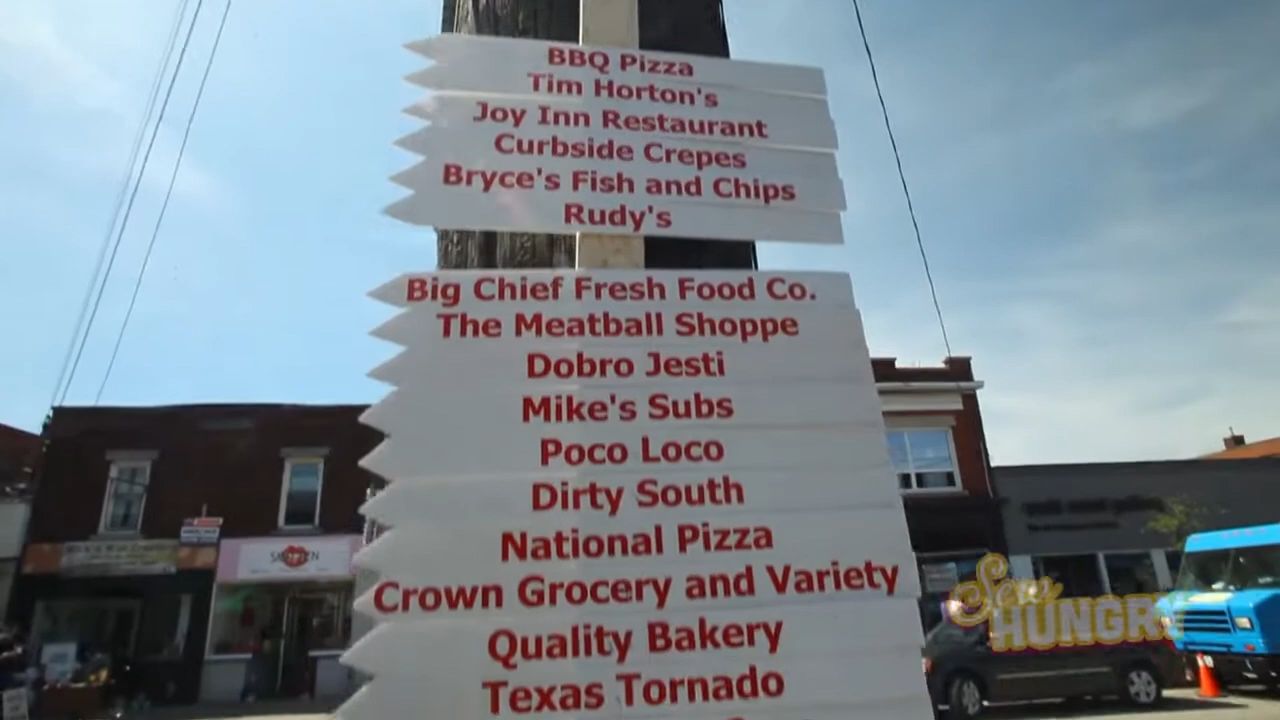 BBQ Pizza
Tim Horton's
Joy Inn Restaurant
Curbside Crepes
Bryce's Fish and Chips
Rudy's
Big Chief Fresh Food Co.
The Meatball Shoppe
Dobro Jesti
Mike's Subs
Poco Loco
Dirty South
National Pizza
Crown Grocery and Variety
Quality Bakery
Texas Tornado
HUNGRY